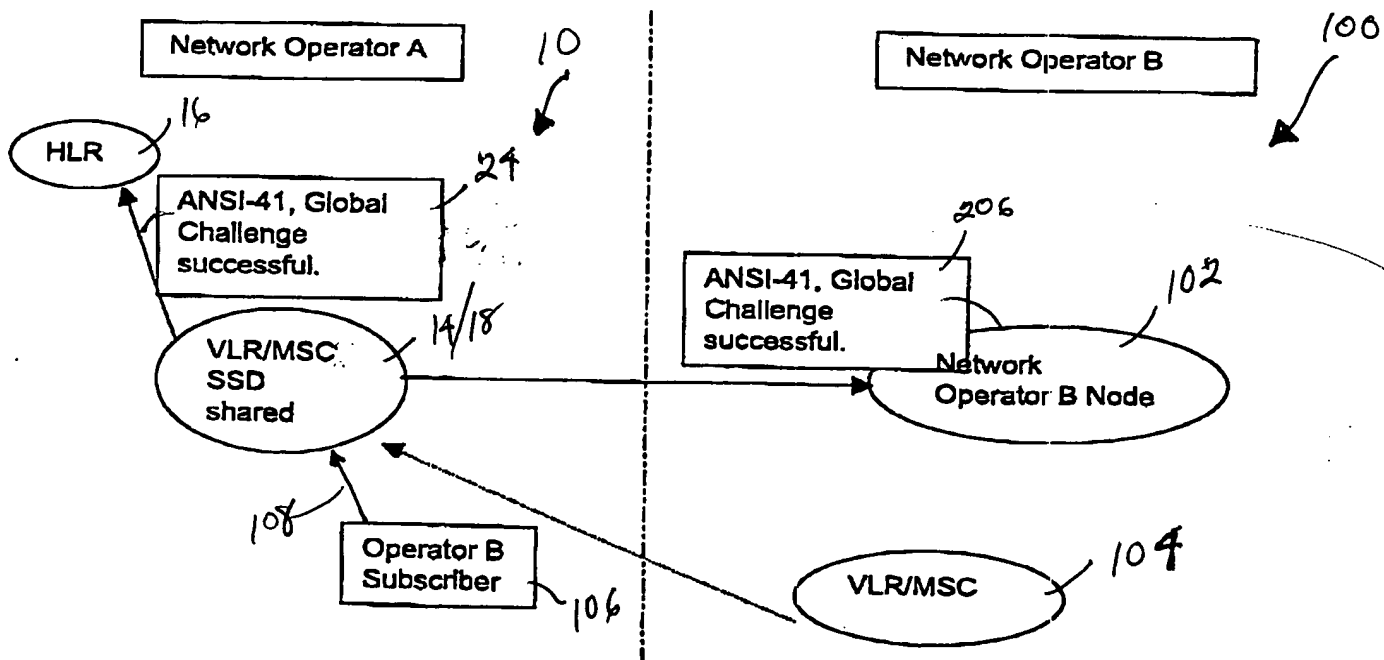 Network Operator A
10
Network Operator B
100
16
HLR
24
ANSI-41, Global
Challenge
successful.
206
ANSI-41, Global
Challenge
successful.
102
14/18
VLR/MSC
SSD
shared
Network
Operator B Node
108
Operator B
Subscriber
106
VLR/MSC
104